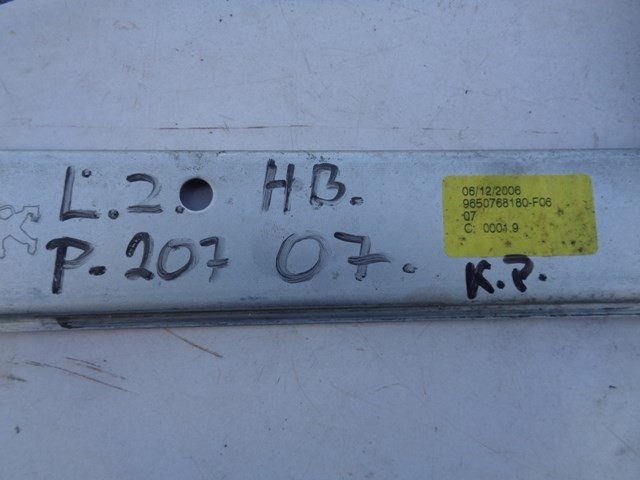 L.2. HB.
P. 207 07.
06/12/2006
9650768180-F06
07
C: 0001.9
K.P.